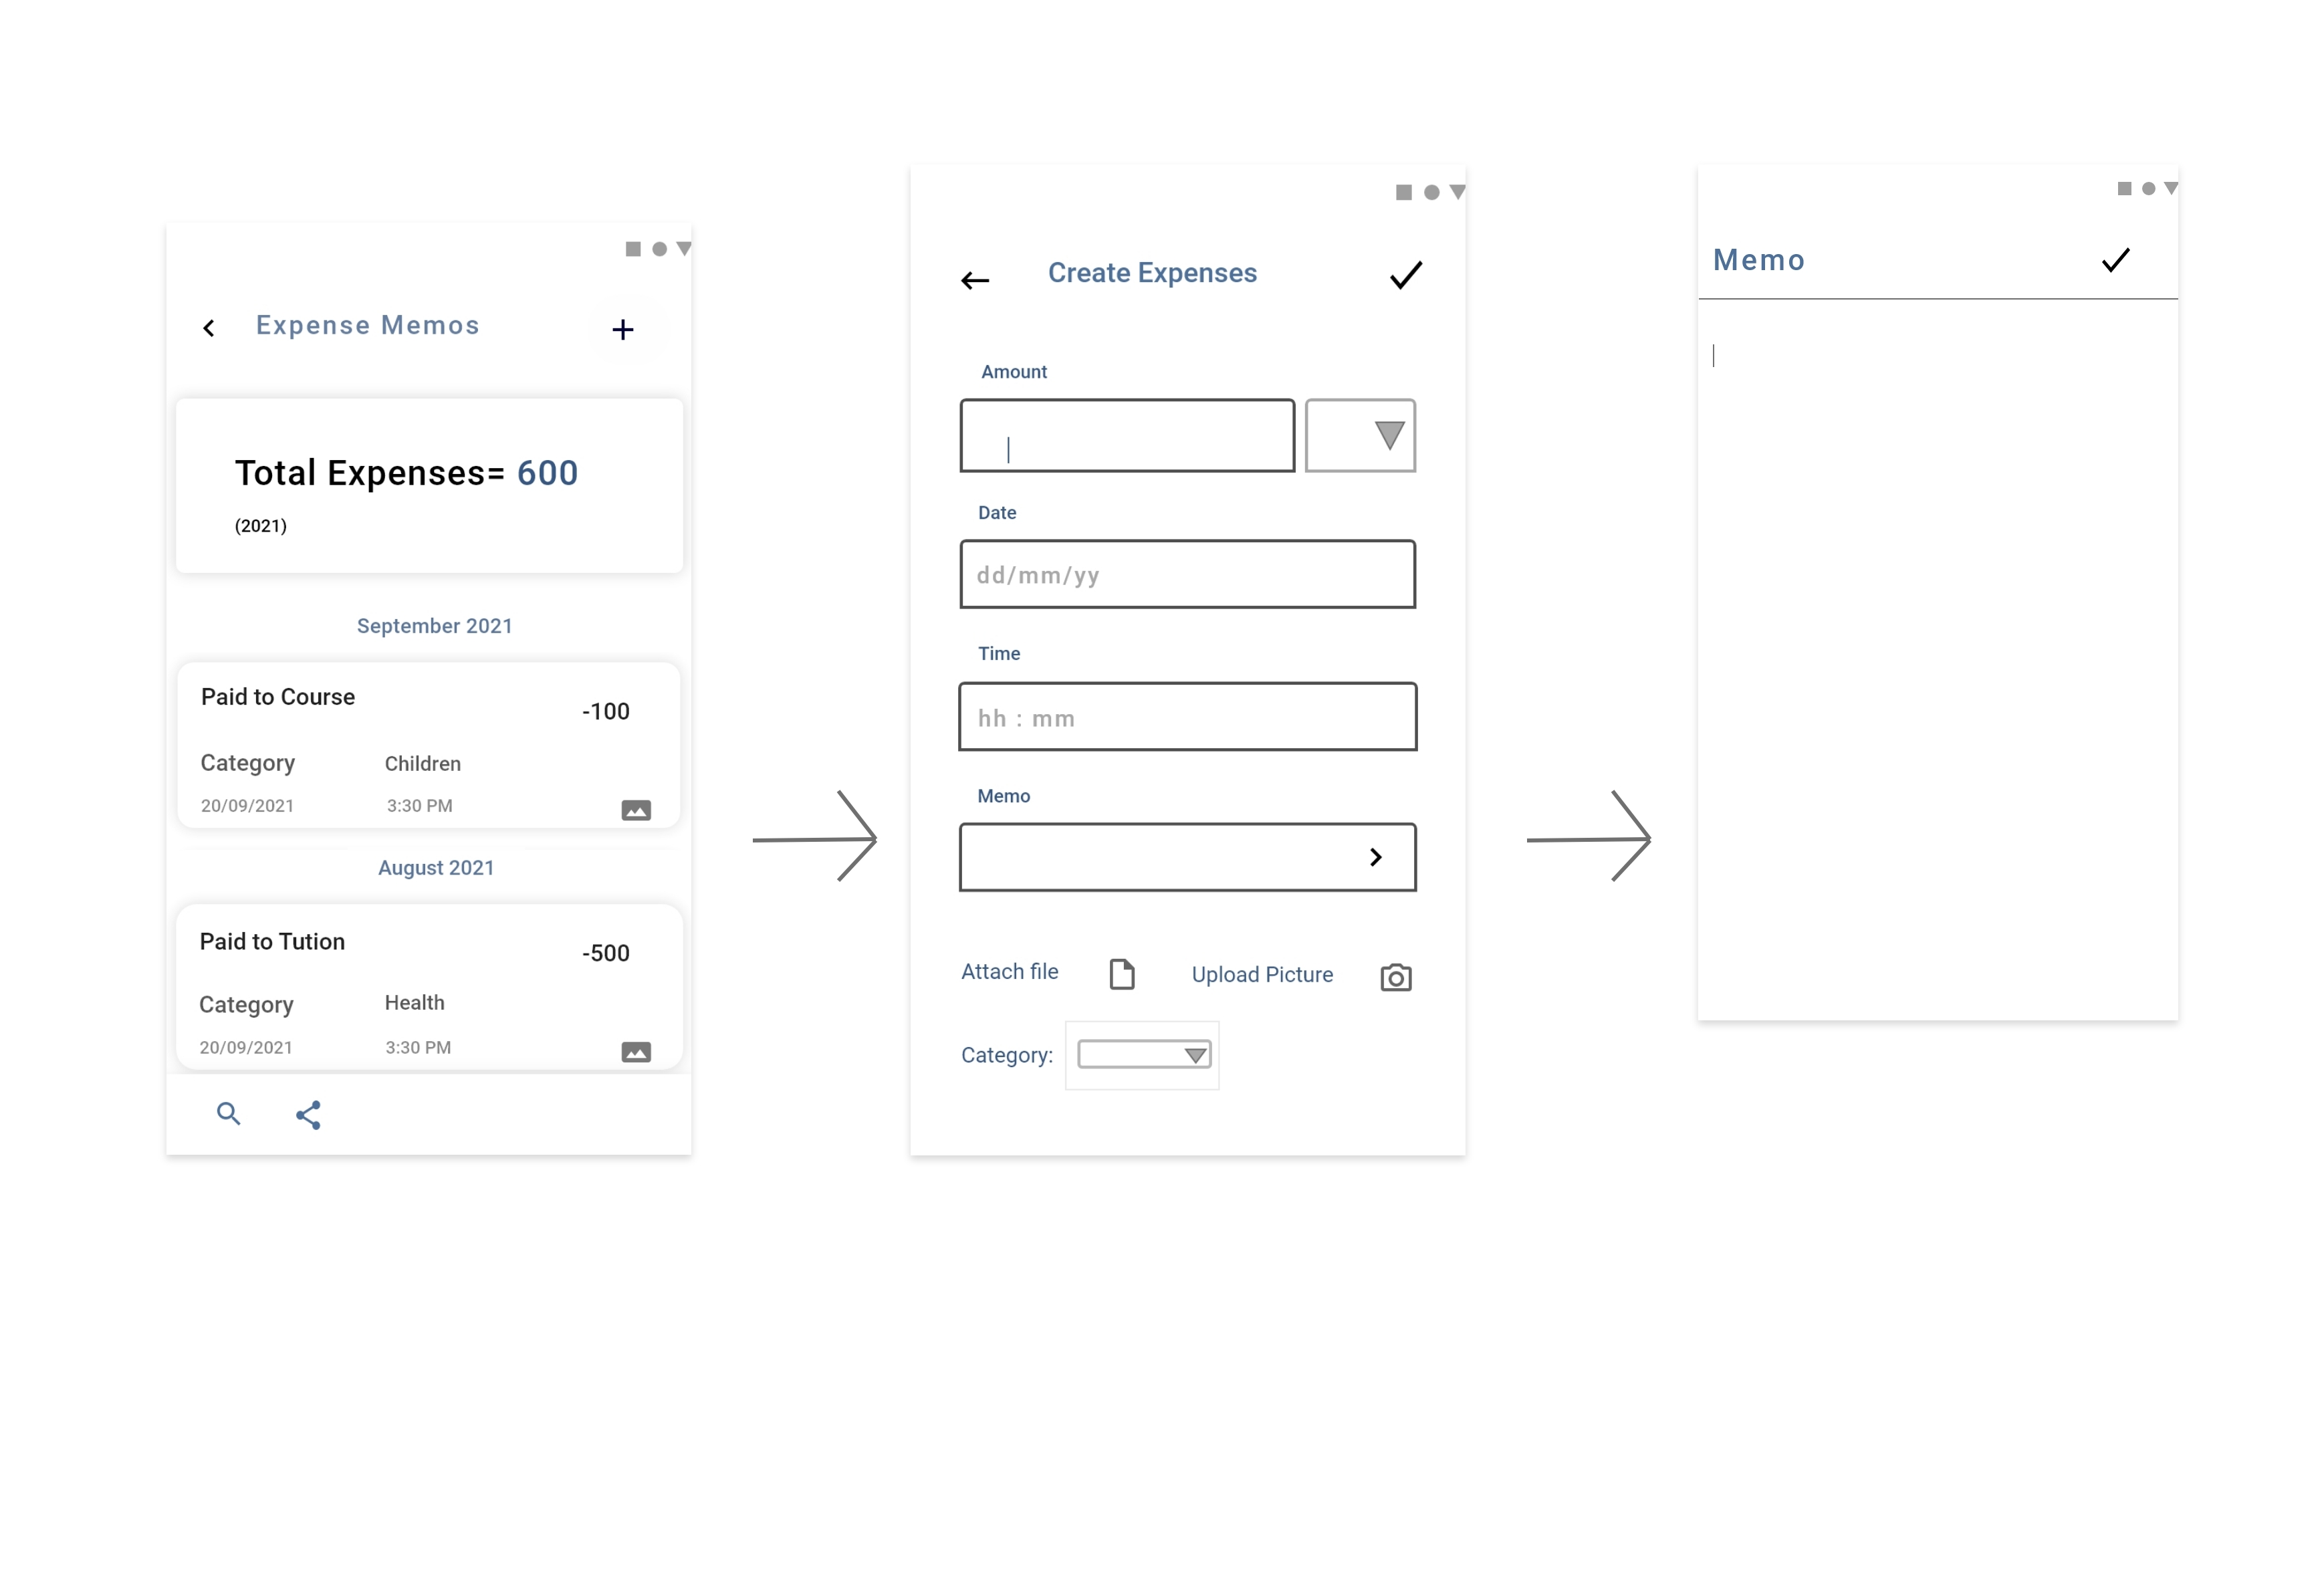 Expense Memos
Total Expenses= 600
(2021)
September 2021
Paid to Course
-100
Category Children
20/09/2021 3:30 PM
August 2021
Paid to Tution
-500
Category Health
20/09/2021 3:30 PM
Create Expenses
Amount
Date
dd/mm/yy
Time
hh : mm
Memo
Attach file Upload Picture
Category:
Memo